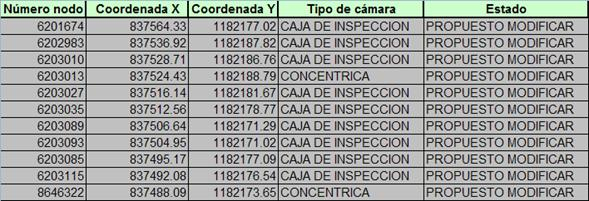 Número nodo Coordenada X Coordenada Y Tipo de cámara Estado
6201674 837564.33 1182177.02 CAJA DE INSPECCION PROPUESTO MODIFICAR
6202983 837536.92 1182187.82 CAJA DE INSPECCION PROPUESTO MODIFICAR
6203010 837528.71 1182186.76 CAJA DE INSPECCION PROPUESTO MODIFICAR
6203013 837524.43 1182188.79 CONCENTRICA PROPUESTO MODIFICAR
6203027 837516.14 1182181.67 CAJA DE INSPECCION PROPUESTO MODIFICAR
6203035 837512.56 1182178.77 CAJA DE INSPECCION PROPUESTO MODIFICAR
6203089 837506.64 1182171.29 CAJA DE INSPECCION PROPUESTO MODIFICAR
6203093 837504.95 1182171.02 CAJA DE INSPECCION PROPUESTO MODIFICAR
6203085 837495.17 1182177.09 CAJA DE INSPECCION PROPUESTO MODIFICAR
6203115 837492.08 1182176.54 CAJA DE INSPECCION PROPUESTO MODIFICAR
8646322 837488.09 1182173.65 CONCENTRICA PROPUESTO MODIFICAR